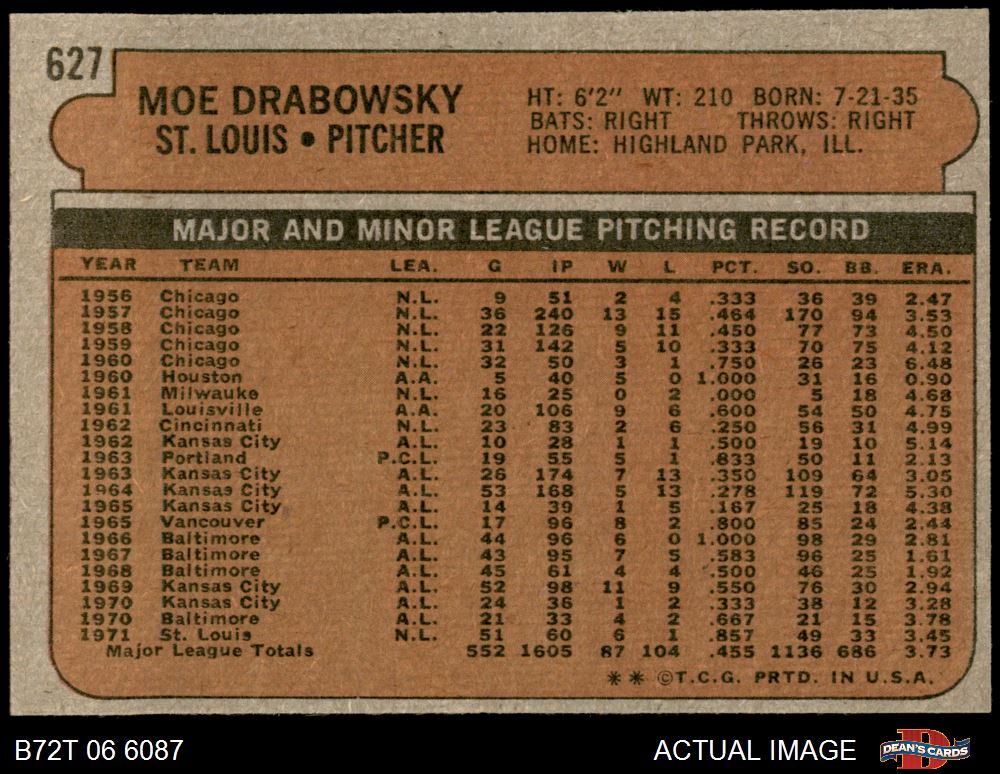 627
MOE DRABOWSKY
ST. LOUIS • PITCHER
HT: 6'2" WT: 210 BORN: 7-21-35
BATS: RIGHT THROWS: RIGHT
HOME: HIGHLAND PARK, ILL.
MAJOR AND MINOR LEAGUE PITCHING RECORD
YEAR TEAM LEA. G IP W L PCT. SO. BB. ERA.
1956 Chicago N.L. 9 51 2 4 .333 36 39 2.47
1957 Chicago N.L. 36 240 13 15 .464 170 94 3.53
1958 Chicago N.L. 22 126 9 11 .450 77 73 4.50
1959 Chicago N.L. 31 142 5 10 .333 70 75 4.12
1960 Chicago N.L. 32 50 3 1 .750 26 23 6.48
1960 Houston A.A. 5 40 5 0 1.000 31 16 0.90
1961 Milwauke N.L. 16 25 0 2 .000 5 18 4.68
1961 Louisville A.A. 20 106 9 6 .600 54 50 4.75
1962 Cincinnati N.L. 23 83 2 6 .250 56 31 4.99
1962 Kansas City A.L. 10 28 1 1 .500 19 10 5.14
1963 Portland P.C.L. 19 55 5 1 .833 50 11 2.13
1963 Kansas City A.L. 26 174 7 13 .350 109 64 3.05
1964 Kansas City A.L. 53 168 5 13 .278 119 72 5.30
1965 Kansas City A.L. 14 39 1 5 .167 25 18 4.38
1965 Vancouver P.C.L. 17 96 8 2 .800 85 24 2.44
1966 Baltimore A.L. 44 96 6 0 1.000 98 29 2.81
1967 Baltimore A.L. 43 95 7 5 .583 96 25 1.61
1968 Baltimore A.L. 45 61 4 4 .500 46 25 1.92
1969 Kansas City A.L. 52 98 11 9 .550 76 30 2.94
1970 Kansas City A.L. 24 36 1 2 .333 38 12 3.28
1970 Baltimore A.L. 21 33 4 2 .667 21 15 3.78
1971 St. Louis N.L. 51 60 6 1 .857 49 33 3.45
Major League Totals 552 1605 87 104 .455 1136 686 3.73
** ©T.C.G. PRTD. IN U.S.A.
B72T 06 6087
ACTUAL IMAGE
DEAN'S CARDS